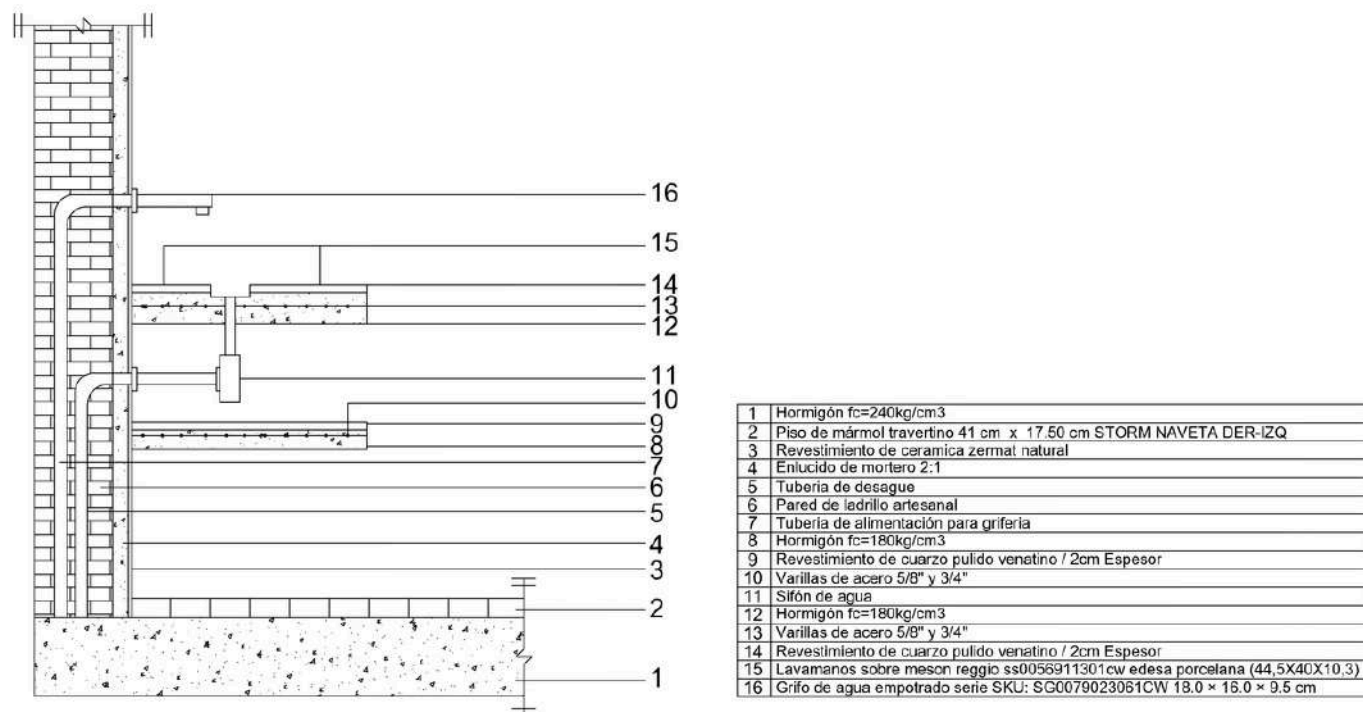 16
15
14
13
12
11
10
9
8
7
6
5
4
3
2
1
1 Hormigón fc=240kg/cm3
2 Piso de mármol travertino 41 cm x 17.50 cm STORM NAVETA DER-IZQ
3 Revestimiento de ceramica zermat natural
4 Enlucido de mortero 2:1
5 Tuberia de desague
6 Pared de ladrillo artesanal
7 Tuberia de alimentación para griferia
8 Hormigón fc=180kg/cm3
9 Revestimiento de cuarzo pulido venatino / 2cm Espesor
10 Varillas de acero 5/8" y 3/4"
11 Sifón de agua
12 Hormigón fc=180kg/cm3
13 Varillas de acero 5/8" y 3/4"
14 Revestimiento de cuarzo pulido venatino / 2cm Espesor
15 Lavamanos sobre meson reggio ss0056911301cw edesa porcelana (44,5X40X10,3)
16 Grifo de agua empotrado serie SKU: SG0079023061CW 18.0 × 16.0 × 9.5 cm